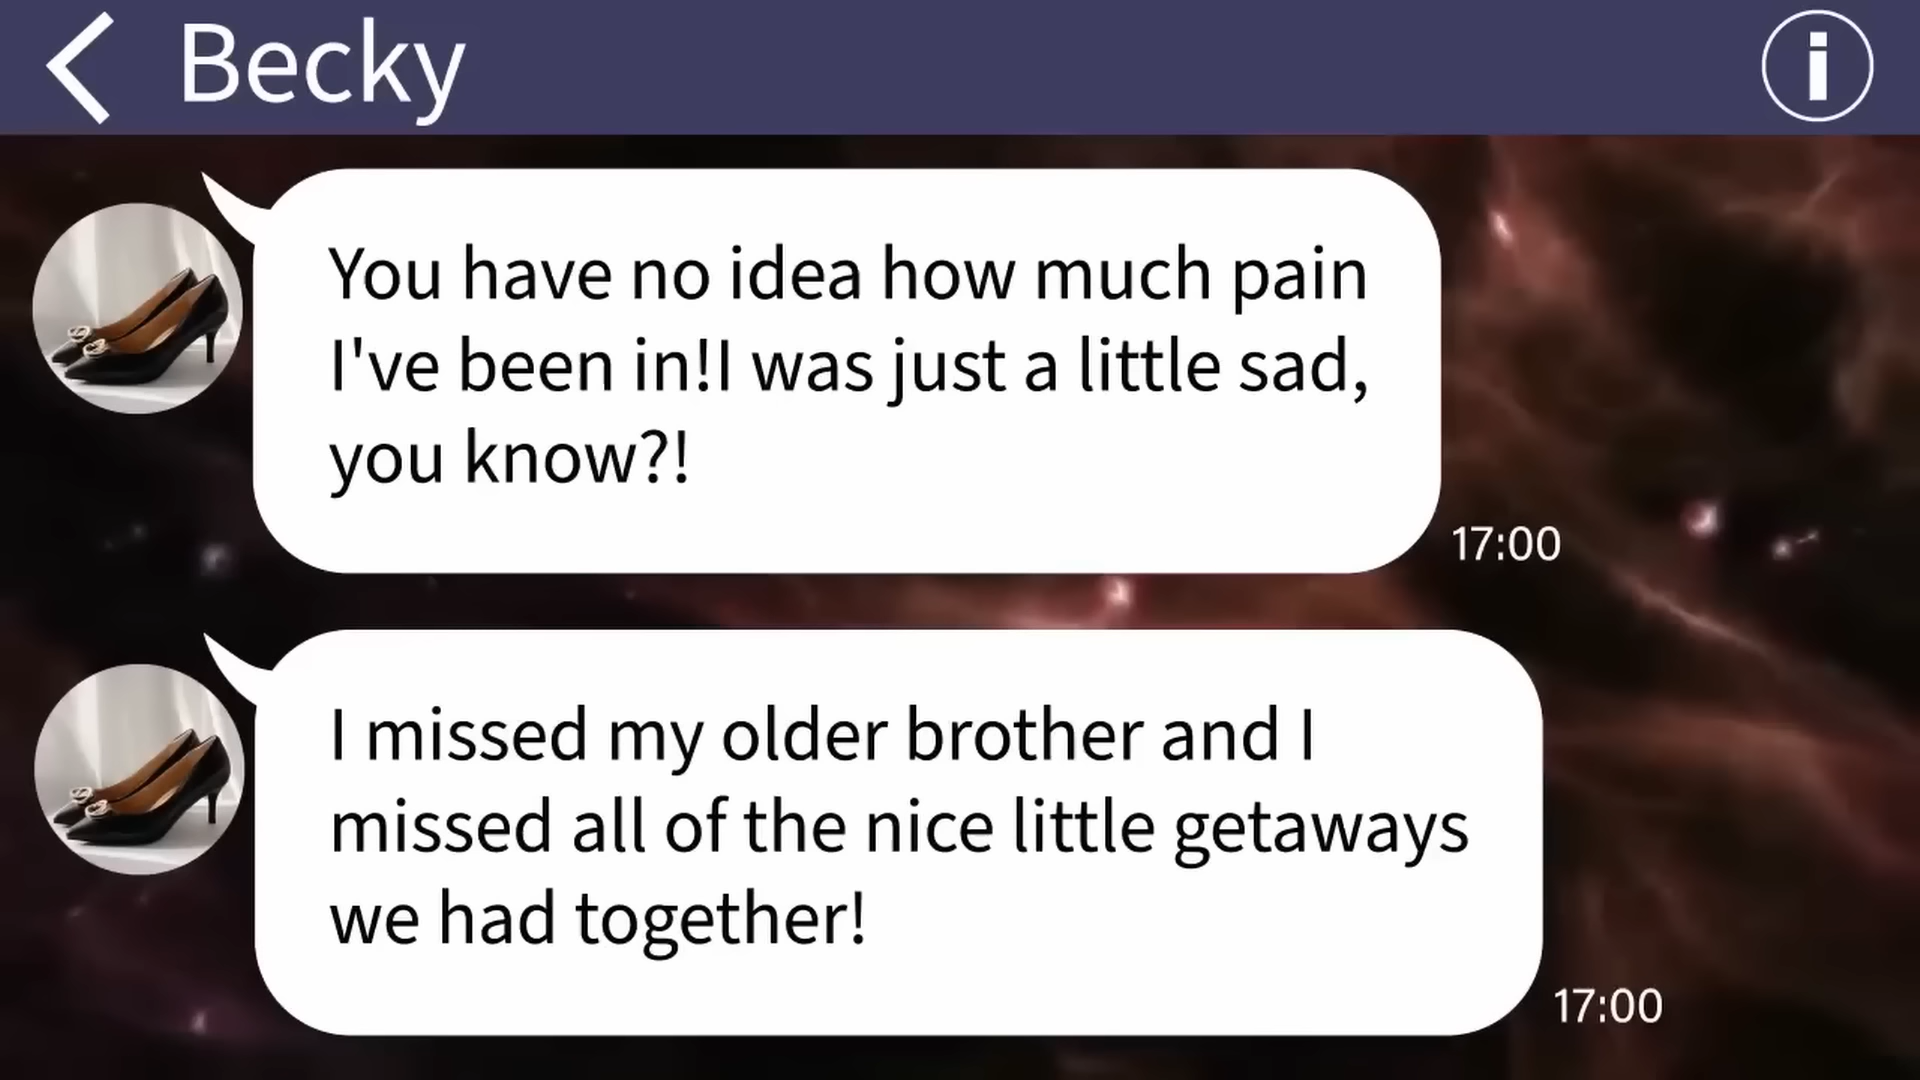 Becky
You have no idea how much pain
I've been in!I was just a little sad,
you know?!
17:00
I missed my older brother and I
missed all of the nice little getaways
we had together!
17:00